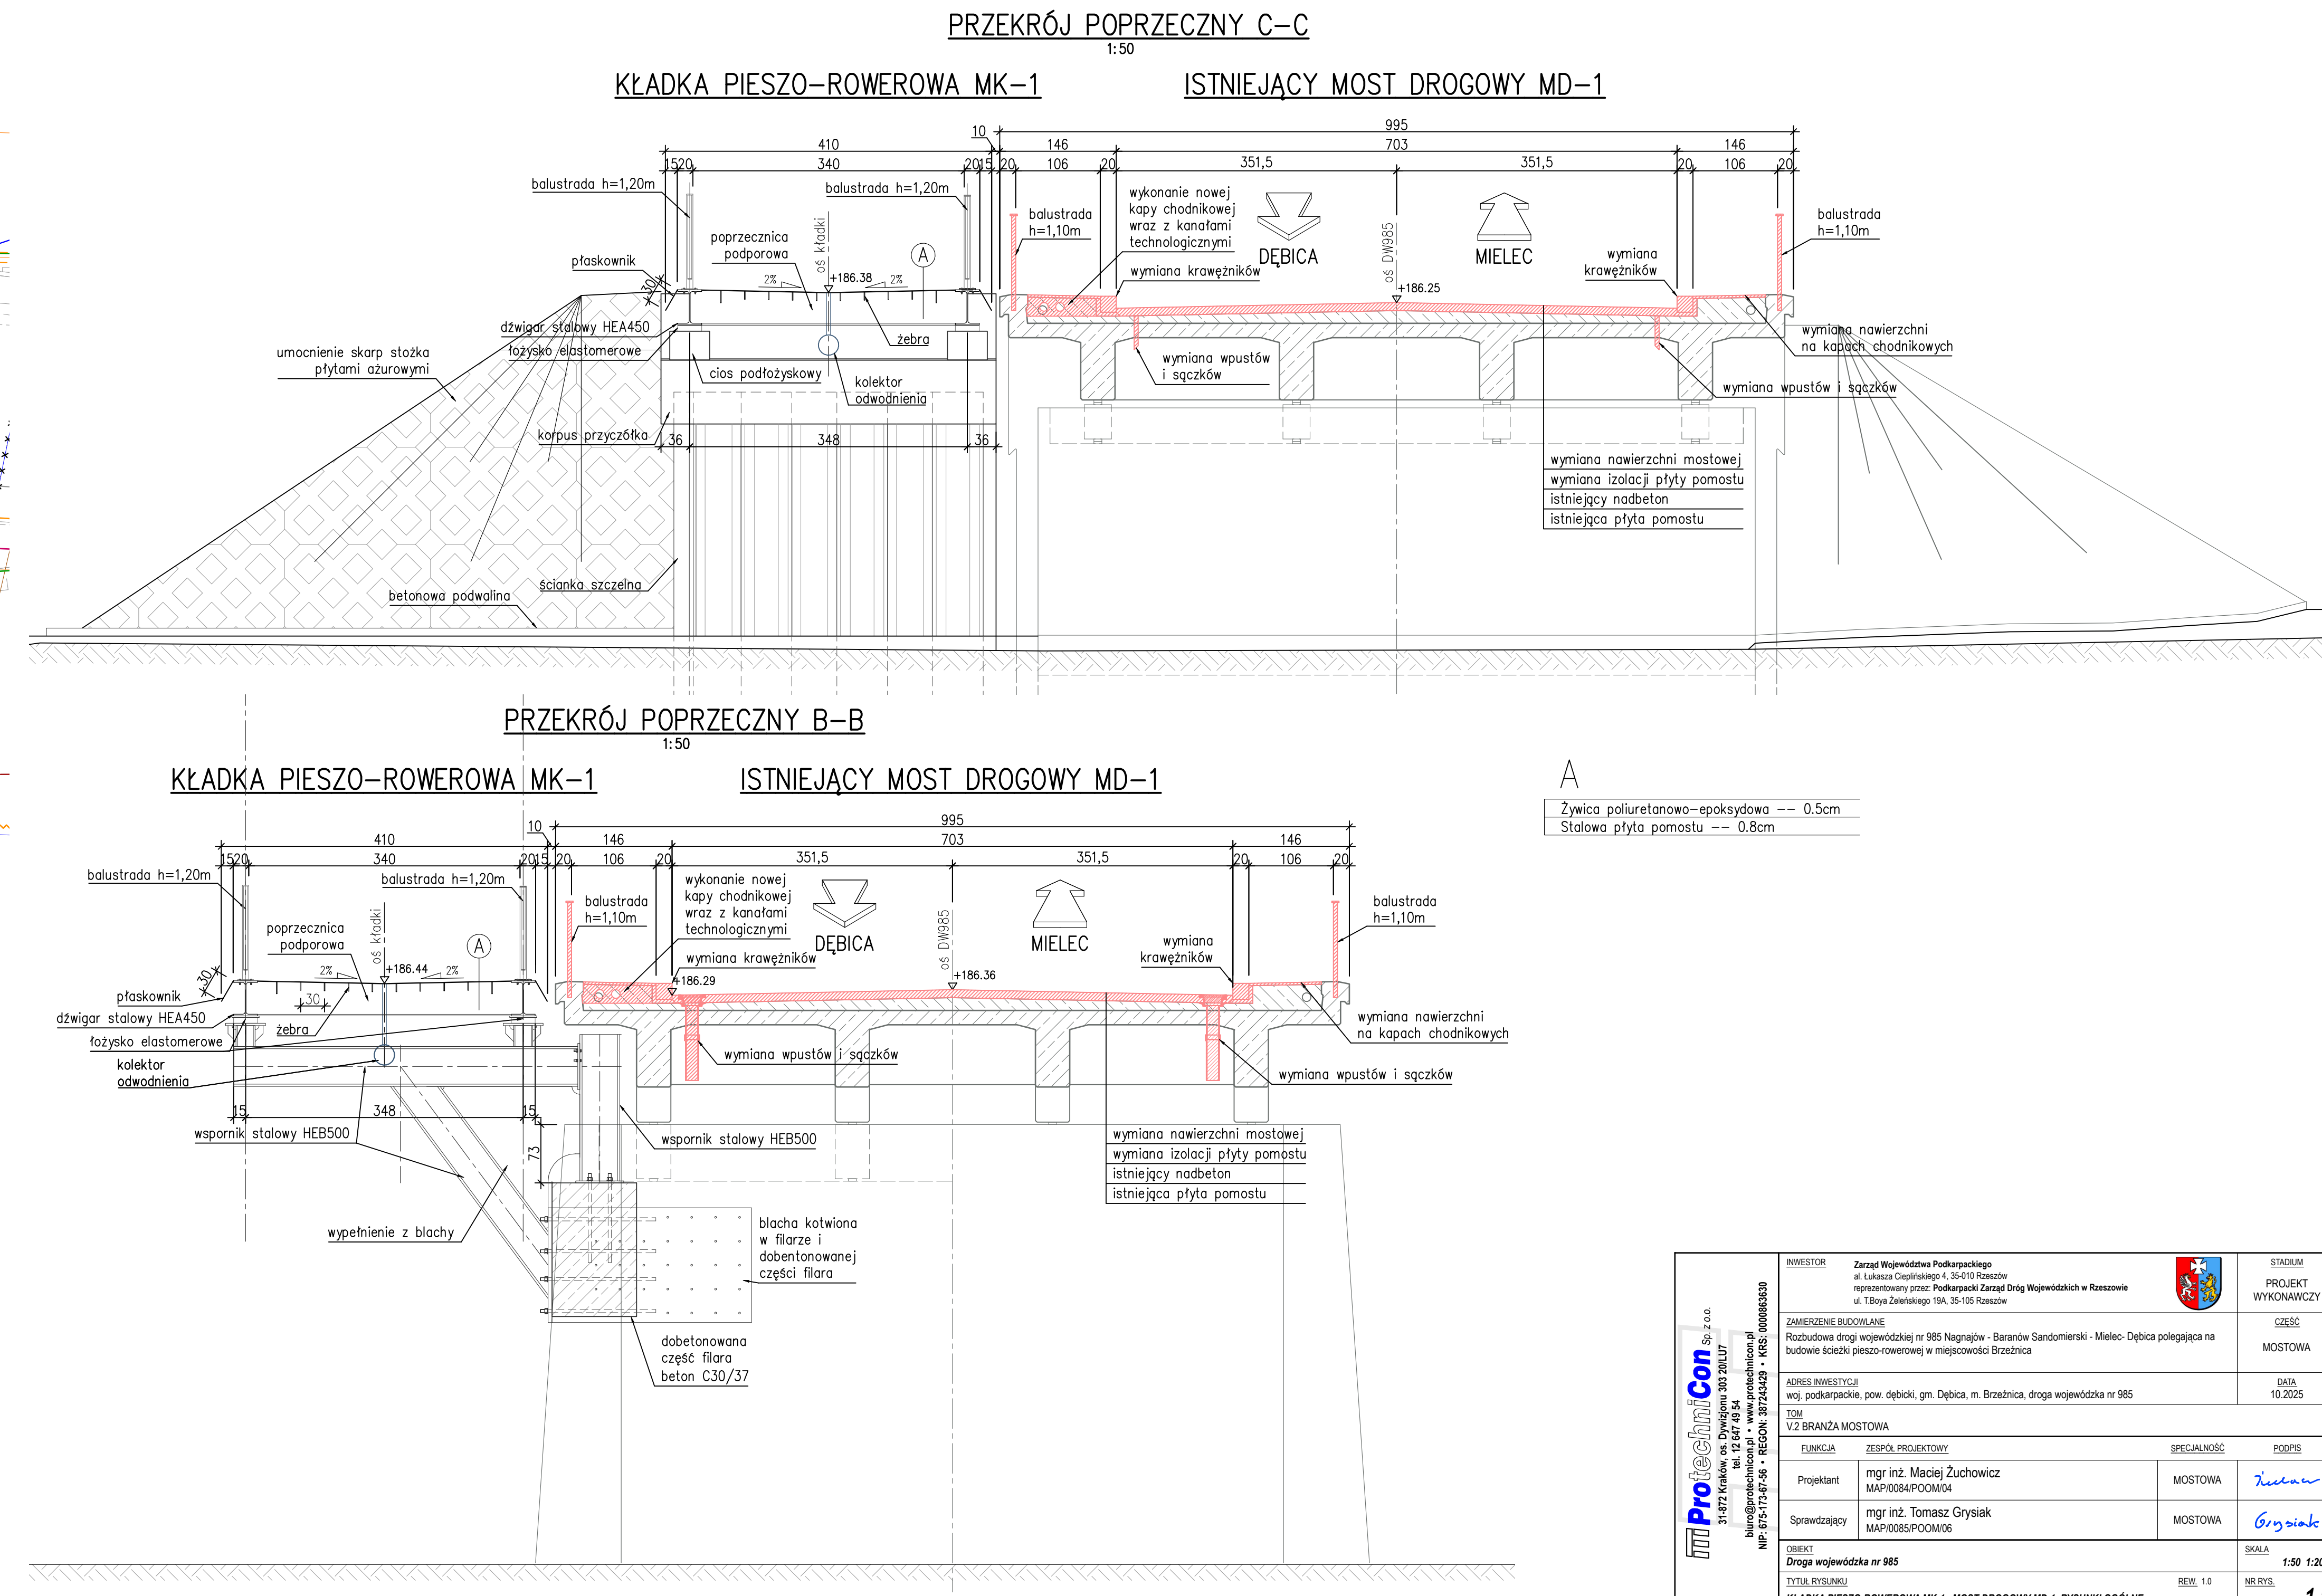 PRZEKRÓJ POPRZECZNY C-C
1:50
KŁADKA PIESZO-ROWEROWA MK-1
ISTNIEJĄCY MOST DROGOWY MD-1
995
10
410
146
703
146
15
20
340
20
15
20
106
20
351,5
351,5
20
106
20
balustrada h=1,20m
balustrada h=1,20m
balustrada
h=1,10m
wykonanie nowej
kapy chodnikowej
wraz z kanałami
technologicznymi
DĘBICA
MIELEC
balustrada
h=1,10m
poprzecznica
podporowa
oś kładki
A
oś DW985
płaskownik
30
2%
+186.38
2%
wymiana krawężników
wymiana
krawężników
+186.25
dźwigar stalowy HEA450
łożysko elastomerowe
żebra
umocnienie skarp stożka
płytami ażurowymi
cios podłożyskowy
kolektor
odwodnienia
wymiana wpustów
i sączków
wymiana nawierzchni
na kapach chodnikowych
wymiana wpustów i sączków
korpus przyczółka
36
348
36
wymiana nawierzchni mostowej
wymiana izolacji płyty pomostu
istniejący nadbeton
istniejąca płyta pomostu
ścianka szczelna
betonowa podwalina
PRZEKRÓJ POPRZECZNY B-B
1:50
KŁADKA PIESZO-ROWEROWA MK-1
ISTNIEJĄCY MOST DROGOWY MD-1
A
Żywica poliuretanowo-epoksydowa -- 0.5cm
Stalowa płyta pomostu -- 0.8cm
995
10
410
146
703
146
15
20
340
20
15
20
106
20
351,5
351,5
20
106
20
balustrada h=1,20m
balustrada h=1,20m
balustrada
h=1,10m
wykonanie nowej
kapy chodnikowej
wraz z kanałami
technologicznymi
DĘBICA
MIELEC
balustrada
h=1,10m
poprzecznica
podporowa
oś kładki
A
oś DW985
wymiana krawężników
wymiana
krawężników
30
2%
+186.44
2%
+186.29
+186.36
płaskownik
30
dźwigar stalowy HEA450
żebra
łożysko elastomerowe
kolektor
odwodnienia
wymiana wpustów i sączków
wymiana nawierzchni
na kapach chodnikowych
wymiana wpustów i sączków
15
348
15
wspornik stalowy HEB500
73
wspornik stalowy HEB500
wymiana nawierzchni mostowej
wymiana izolacji płyty pomostu
istniejący nadbeton
istniejąca płyta pomostu
wypełnienie z blachy
blacha kotwiona
w filarze i
dobentonowanej
części filara
dobetonowana
część filara
beton C30/37
ProtechniCon Sp. z o.o.
31-872 Kraków, os. Dywizjonu 303 20/LU7
tel. 12 647 49 54
biuro@protechnicon.pl • www.protechnicon.pl
NIP: 675-173-67-56 • REGON: 387243429 • KRS: 0000863630
INWESTOR
Zarząd Województwa Podkarpackiego
al. Łukasza Cieplińskiego 4, 35-010 Rzeszów
reprezentowany przez: Podkarpacki Zarząd Dróg Wojewódzkich w Rzeszowie
ul. T.Boya Żeleńskiego 19A, 35-105 Rzeszów
STADIUM
PROJEKT
WYKONAWCZY
ZAMIERZENIE BUDOWLANE
Rozbudowa drogi wojewódzkiej nr 985 Nagnajów - Baranów Sandomierski - Mielec- Dębica polegająca na
budowie ścieżki pieszo-rowerowej w miejscowości Brzeźnica
CZĘŚĆ
MOSTOWA
ADRES INWESTYCJI
woj. podkarpackie, pow. dębicki, gm. Dębica, m. Brzeźnica, droga wojewódzka nr 985
DATA
10.2025
TOM
V.2 BRANŻA MOSTOWA
FUNKCJA ZESPÓŁ PROJEKTOWY SPECJALNOŚĆ PODPIS
Projektant
mgr inż. Maciej Żuchowicz
MAP/0084/POOM/04
MOSTOWA
Sprawdzający
mgr inż. Tomasz Grysiak
MAP/0085/POOM/06
MOSTOWA
Grysiak
OBIEKT
Droga wojewódzka nr 985
SKALA
1:50
TYTUŁ RYSUNKU
REW. 1.0
NR RYS.
KŁADKA PIESZO-ROWEROWA MK-1, MOST DROGOWY MD-1. RYSUNKI OGÓLNE